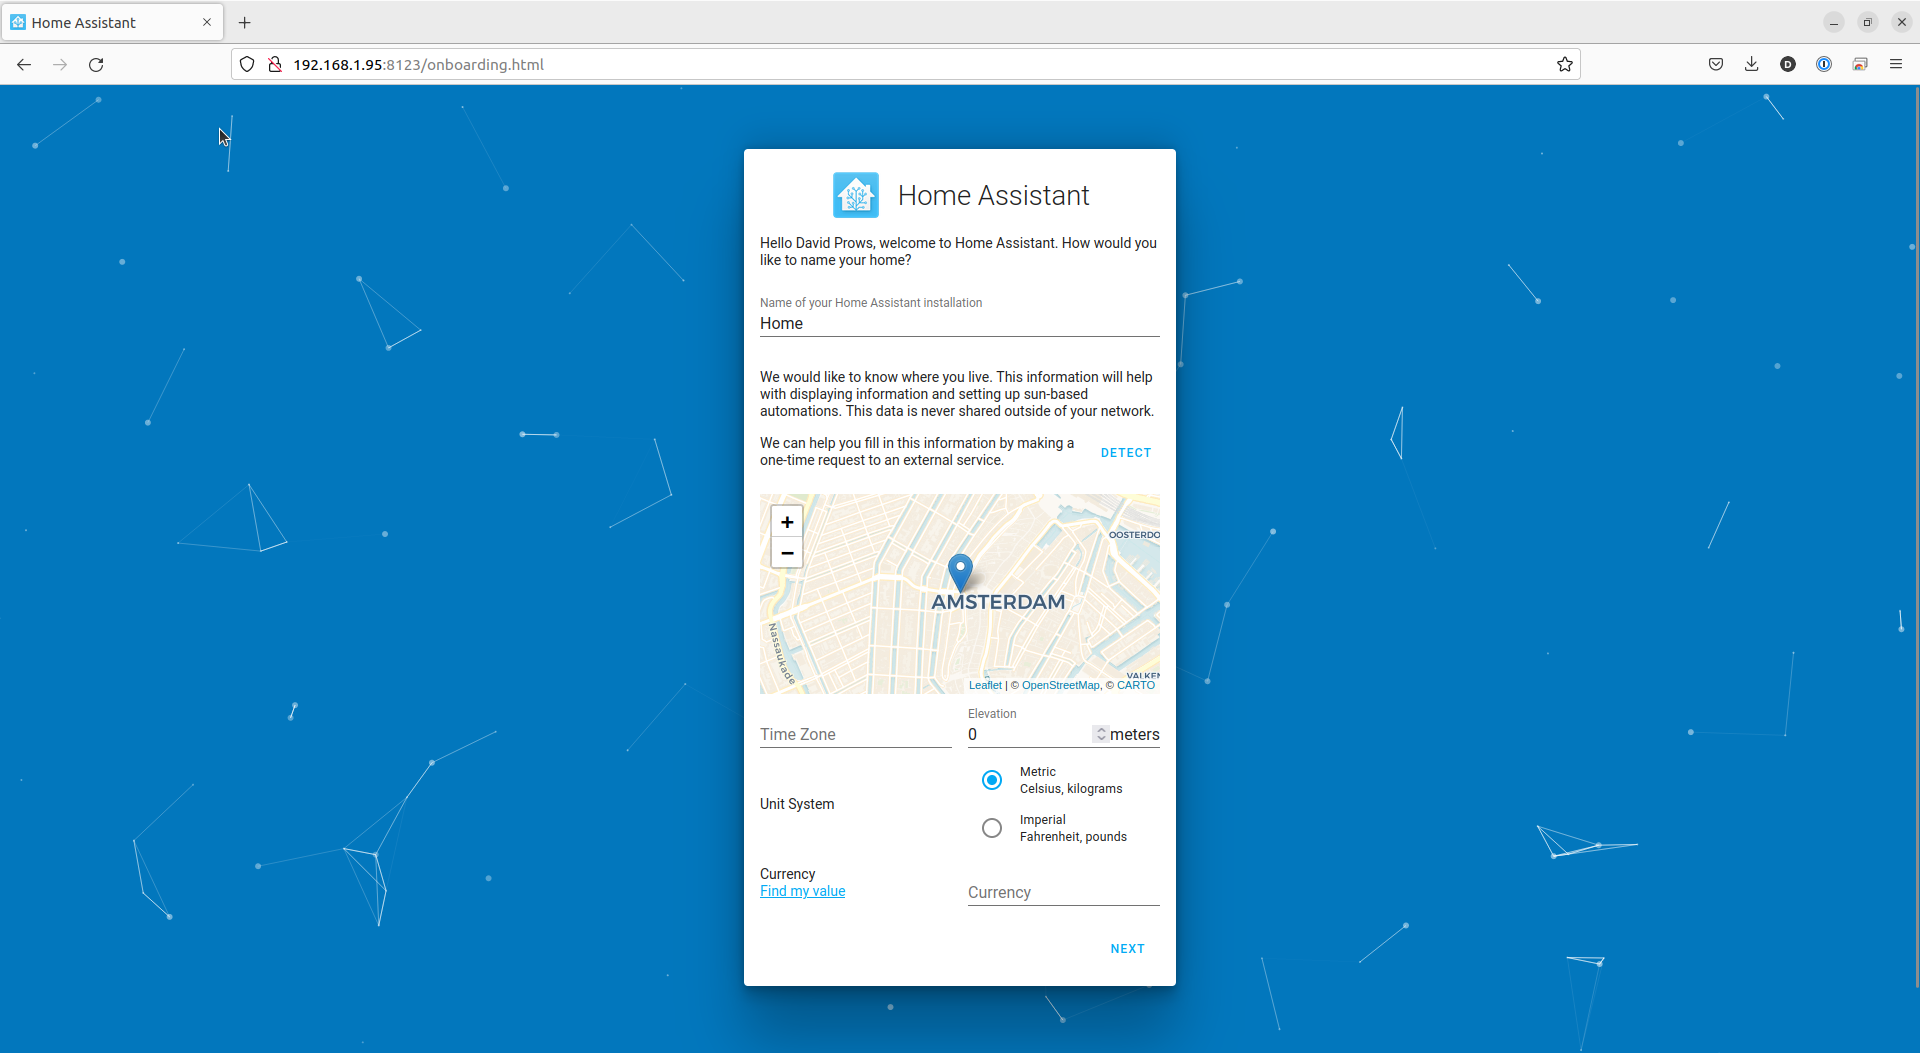 Home Assistant
192.168.1.95:8123/onboarding.html
D
Home Assistant
Hello David Prows, welcome to Home Assistant. How would you
like to name your home?
Name of your Home Assistant installation
Home
We would like to know where you live. This information will help
with displaying information and setting up sun-based
automations. This data is never shared outside of your network.
We can help you fill in this information by making a
one-time request to an external service.
DETECT
+
−
OOSTERDO
AMSTERDAM
Nassaukade
VALKEN
Leaflet | © OpenStreetMap, © CARTO
Time Zone
Elevation
0 meters
Unit System
Metric
Celsius, kilograms
Imperial
Fahrenheit, pounds
Currency
Find my value
Currency
NEXT